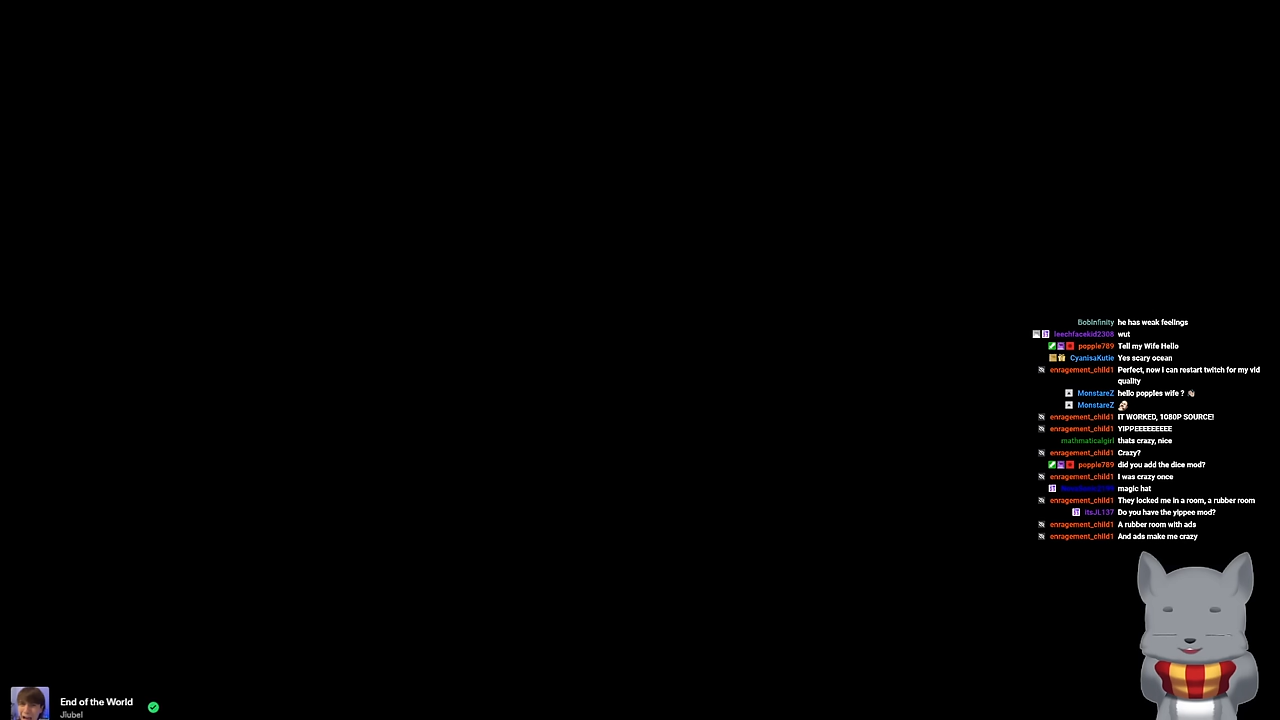 BobInfinity he has weak feelings
leechfacekid2308 wut
popple789 Tell my Wife Hello
CyanisaKutie Yes scary ocean
enragement_child1 Perfect, now I can restart twitch for my vid
quality
MonstareZ hello popples wife ?
MonstareZ
enragement_child1 IT WORKED, 1080P SOURCE!
enragement_child1 YIPPEEEEEEEEE
mathmaticalgirl thats crazy, nice
enragement_child1 Crazy?
popple789 did you add the dice mod?
enragement_child1 I was crazy once
magic hat
enragement_child1 They locked me in a room, a rubber room
ItsJL137 Do you have the yippee mod?
enragement_child1 A rubber room with ads
enragement_child1 And ads make me crazy
End of the World
Jlubel